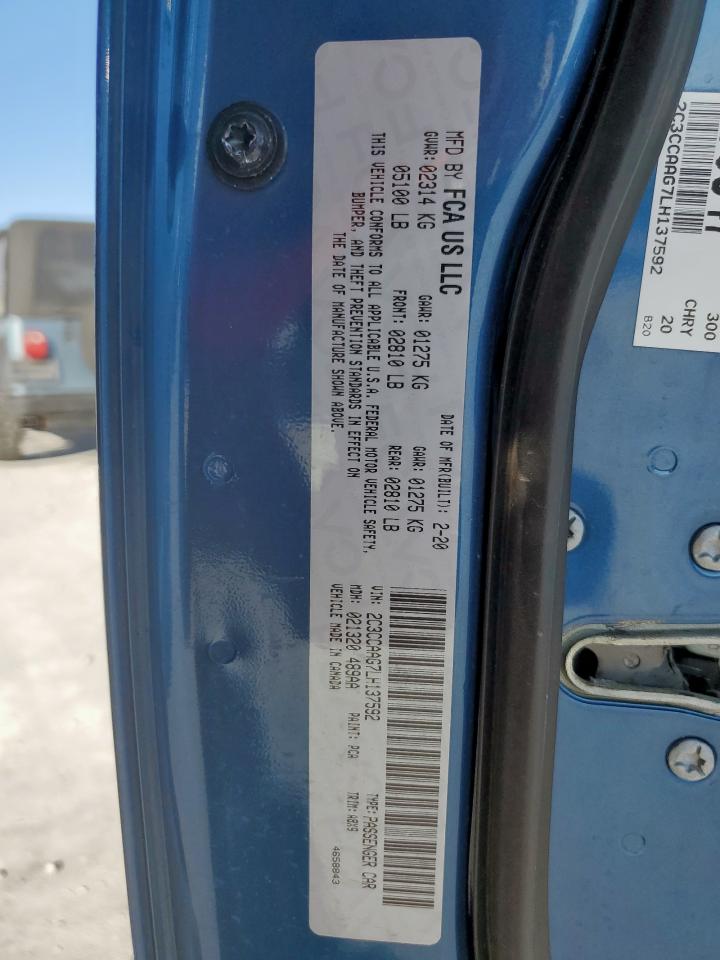 MFD BY FCA US LLC
DATE OF MFR(BUILT): 2-20
GVWR: 02314 KG
GAWR: 01275 KG
GAWR: 01275 KG
05100 LB
FRONT: 02810 LB
REAR: 02810 LB
THIS VEHICLE CONFORMS TO ALL APPLICABLE U.S.A. FEDERAL MOTOR VEHICLE SAFETY,
BUMPER, AND THEFT PREVENTION STANDARDS IN EFFECT ON
THE DATE OF MANUFACTURE SHOWN ABOVE.
VIN: 2C3CCAAG7LH137592
TYPE: PASSENGER CAR
MDH: 021320 489AA
PAINT: PCA
TRIM: A8X9
VEHICLE MADE IN CANADA
4658843
2C3CCAAG7LH137592
300
CHRY
20
B20